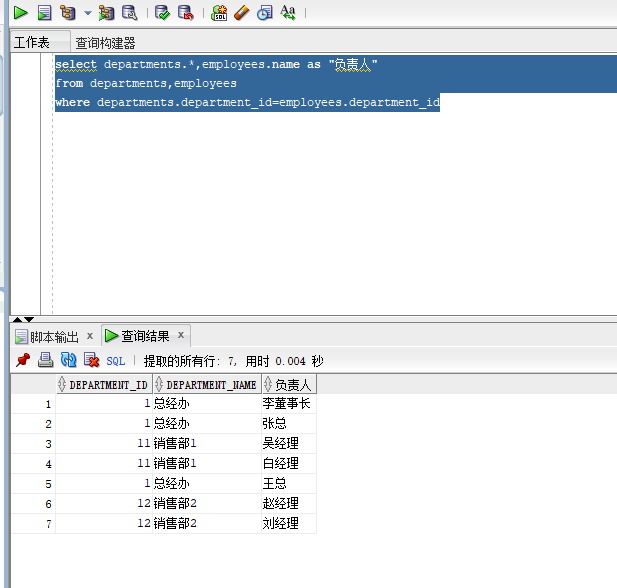 工作表 查询构建器
select departments.*,employees.name as "负责人"
from departments,employees
where departments.department_id=employees.department_id
脚本输出 x 查询结果 x
SQL | 提取的所有行: 7, 用时 0.004 秒
DEPARTMENT_ID DEPARTMENT_NAME 负责人
1 1 总经办 李董事长
2 1 总经办 张总
3 11 销售部1 吴经理
4 11 销售部1 白经理
5 1 总经办 王总
6 12 销售部2 赵经理
7 12 销售部2 刘经理